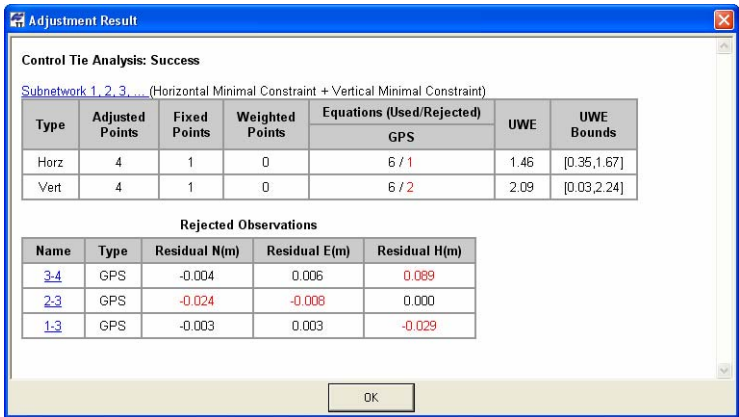 Adjustment Result
Control Tie Analysis: Success
Subnetwork 1, 2, 3, ... (Horizontal Minimal Constraint + Vertical Minimal Constraint)
Type Adjusted Points Fixed Points Weighted Points Equations (Used/Rejected) GPS UWE UWE Bounds
Horz 4 1 0 6 / 1 1.46 [0.35,1.67]
Vert 4 1 0 6 / 2 2.09 [0.03,2.24]
Rejected Observations
Name Type Residual N(m) Residual E(m) Residual H(m)
3-4 GPS -0.004 0.006 0.089
2-3 GPS -0.024 -0.008 0.000
1-3 GPS -0.003 0.003 -0.029
OK